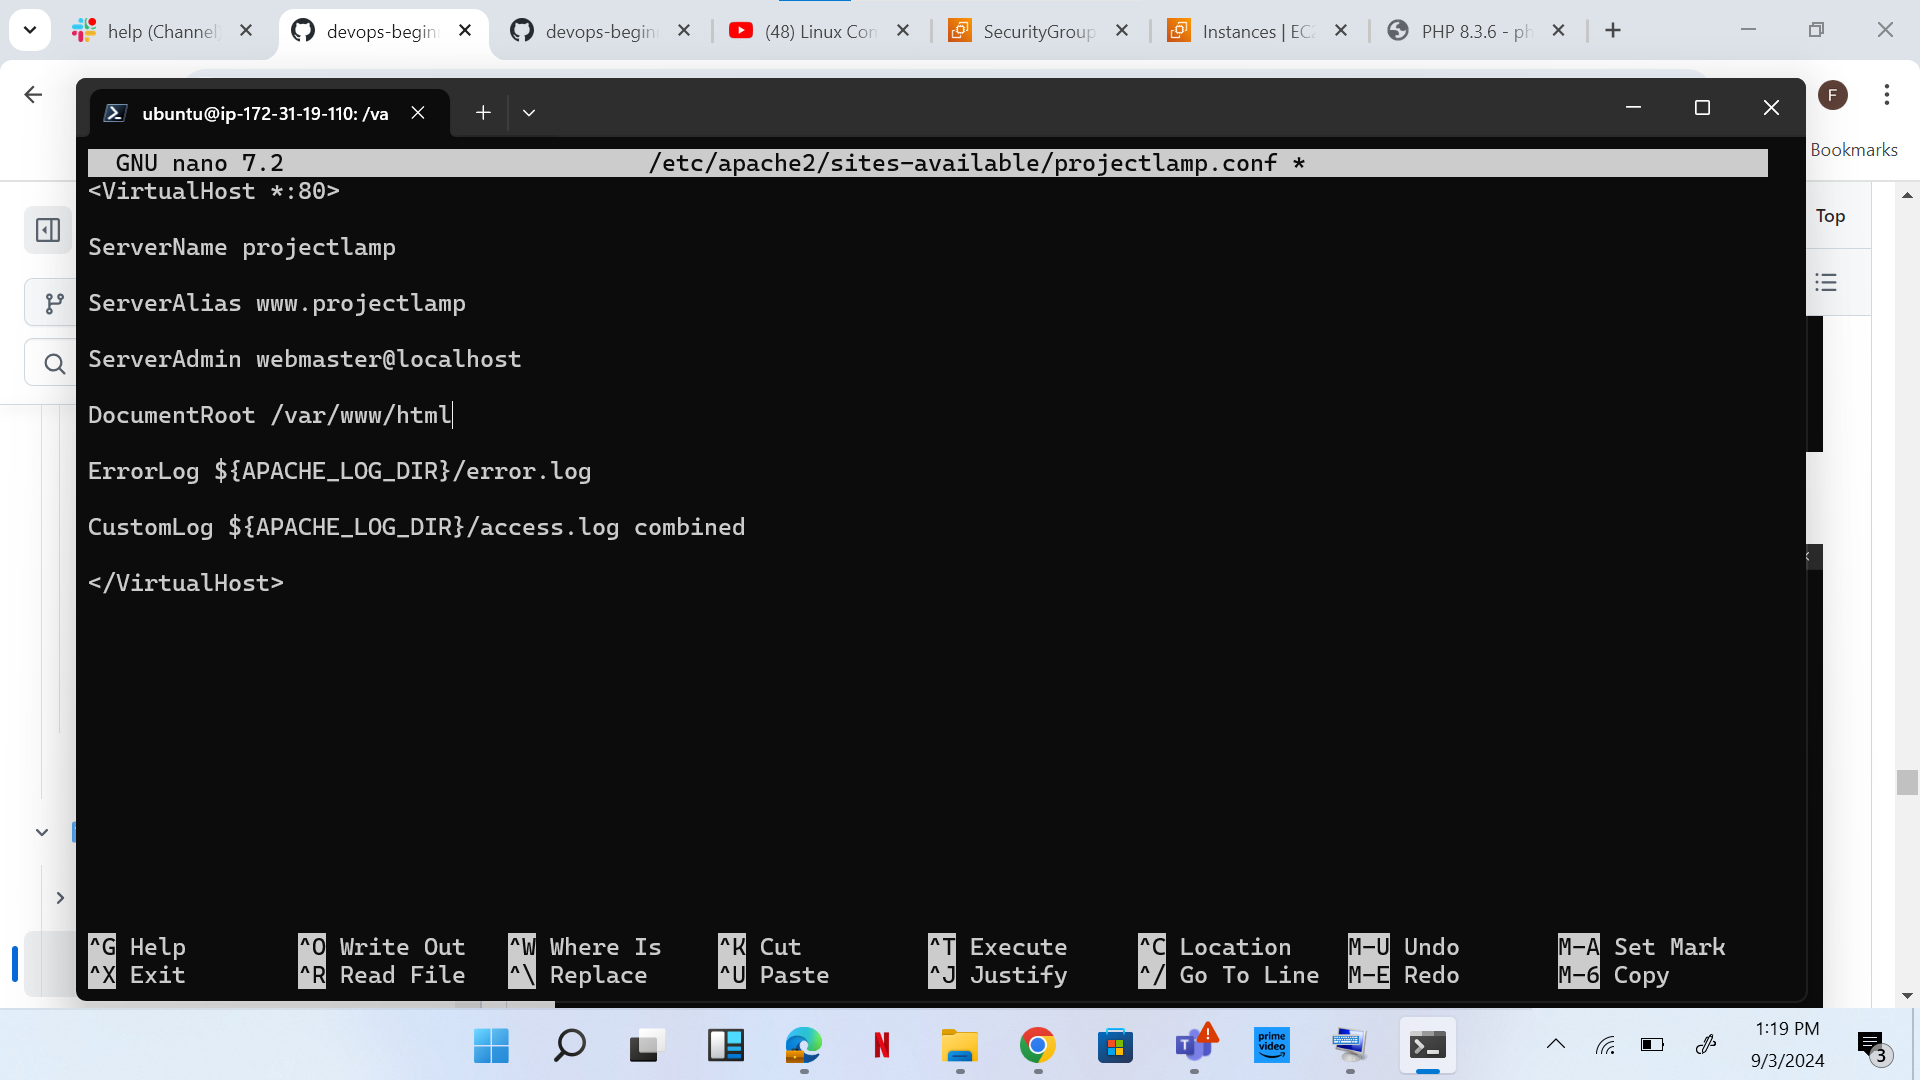 help (Channel)
devops-begin
devops-begin
(48) Linux Con
SecurityGroup
Instances | EC2
PHP 8.3.6 - ph
F
Bookmarks
ubuntu@ip-172-31-19-110: /va
Top
GNU nano 7.2 /etc/apache2/sites-available/projectlamp.conf *
<VirtualHost *:80>
ServerName projectlamp
ServerAlias www.projectlamp
ServerAdmin webmaster@localhost
DocumentRoot /var/www/html
ErrorLog ${APACHE_LOG_DIR}/error.log
CustomLog ${APACHE_LOG_DIR}/access.log combined
</VirtualHost>
^G Help ^O Write Out ^W Where Is ^K Cut ^T Execute ^C Location M-U Undo M-A Set Mark
^X Exit ^R Read File ^\ Replace ^U Paste ^J Justify ^/ Go To Line M-E Redo M-6 Copy
N
prime video
1:19 PM
9/3/2024
3